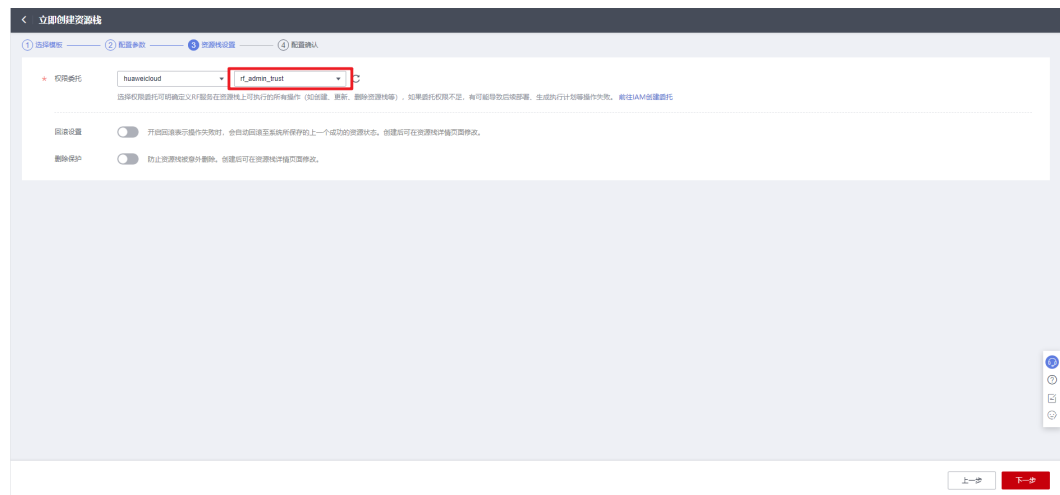 立即创建资源栈
1 选择模板 2 配置参数 3 资源栈设置 4 配置确认
* 权限委托 huaweicloud rf_admin_trust
选择权限委托可明确定义RF服务在资源栈上可执行的所有操作（如创建、更新、删除资源栈等），如果委托权限不足，有可能导致后续部署、生成执行计划等操作失败。 前往IAM创建委托
回滚设置 开启回滚表示操作失败时，会自动回滚至系统所保存的上一个成功的资源状态。创建后可在资源栈详情页面修改。
删除保护 防止资源栈被意外删除。创建后可在资源栈详情页面修改。
上一步 下一步